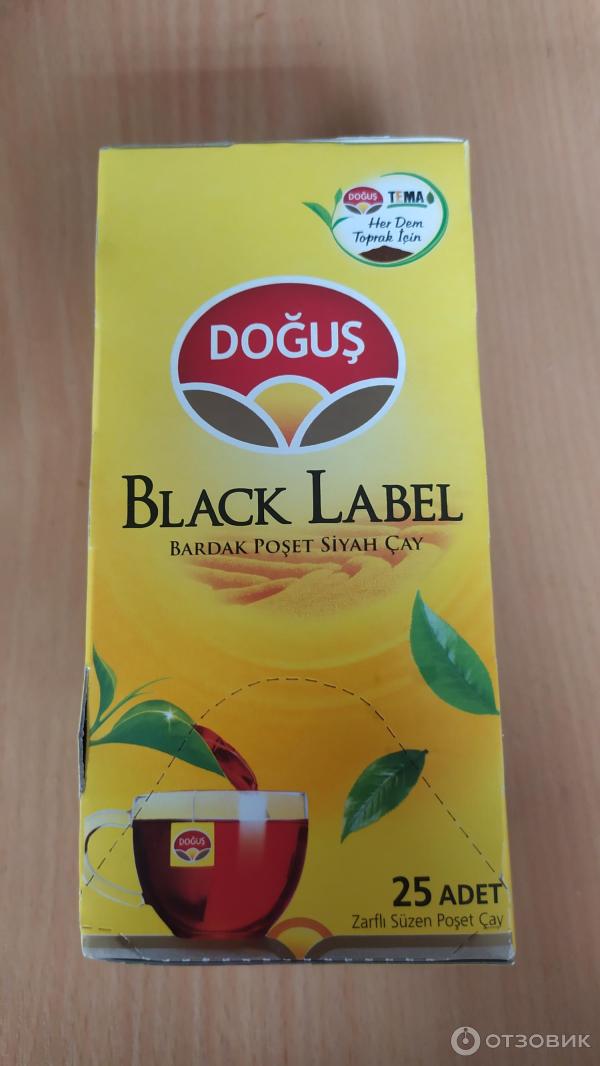 DOĞUŞ TEMA
Her Dem
Toprak İçin
DOĞUŞ
BLACK LABEL
BARDAK POŞET SİYAH ÇAY
DOĞUŞ
25 ADET
Zarflı Süzen Poşet Çay
ОТЗОВИК